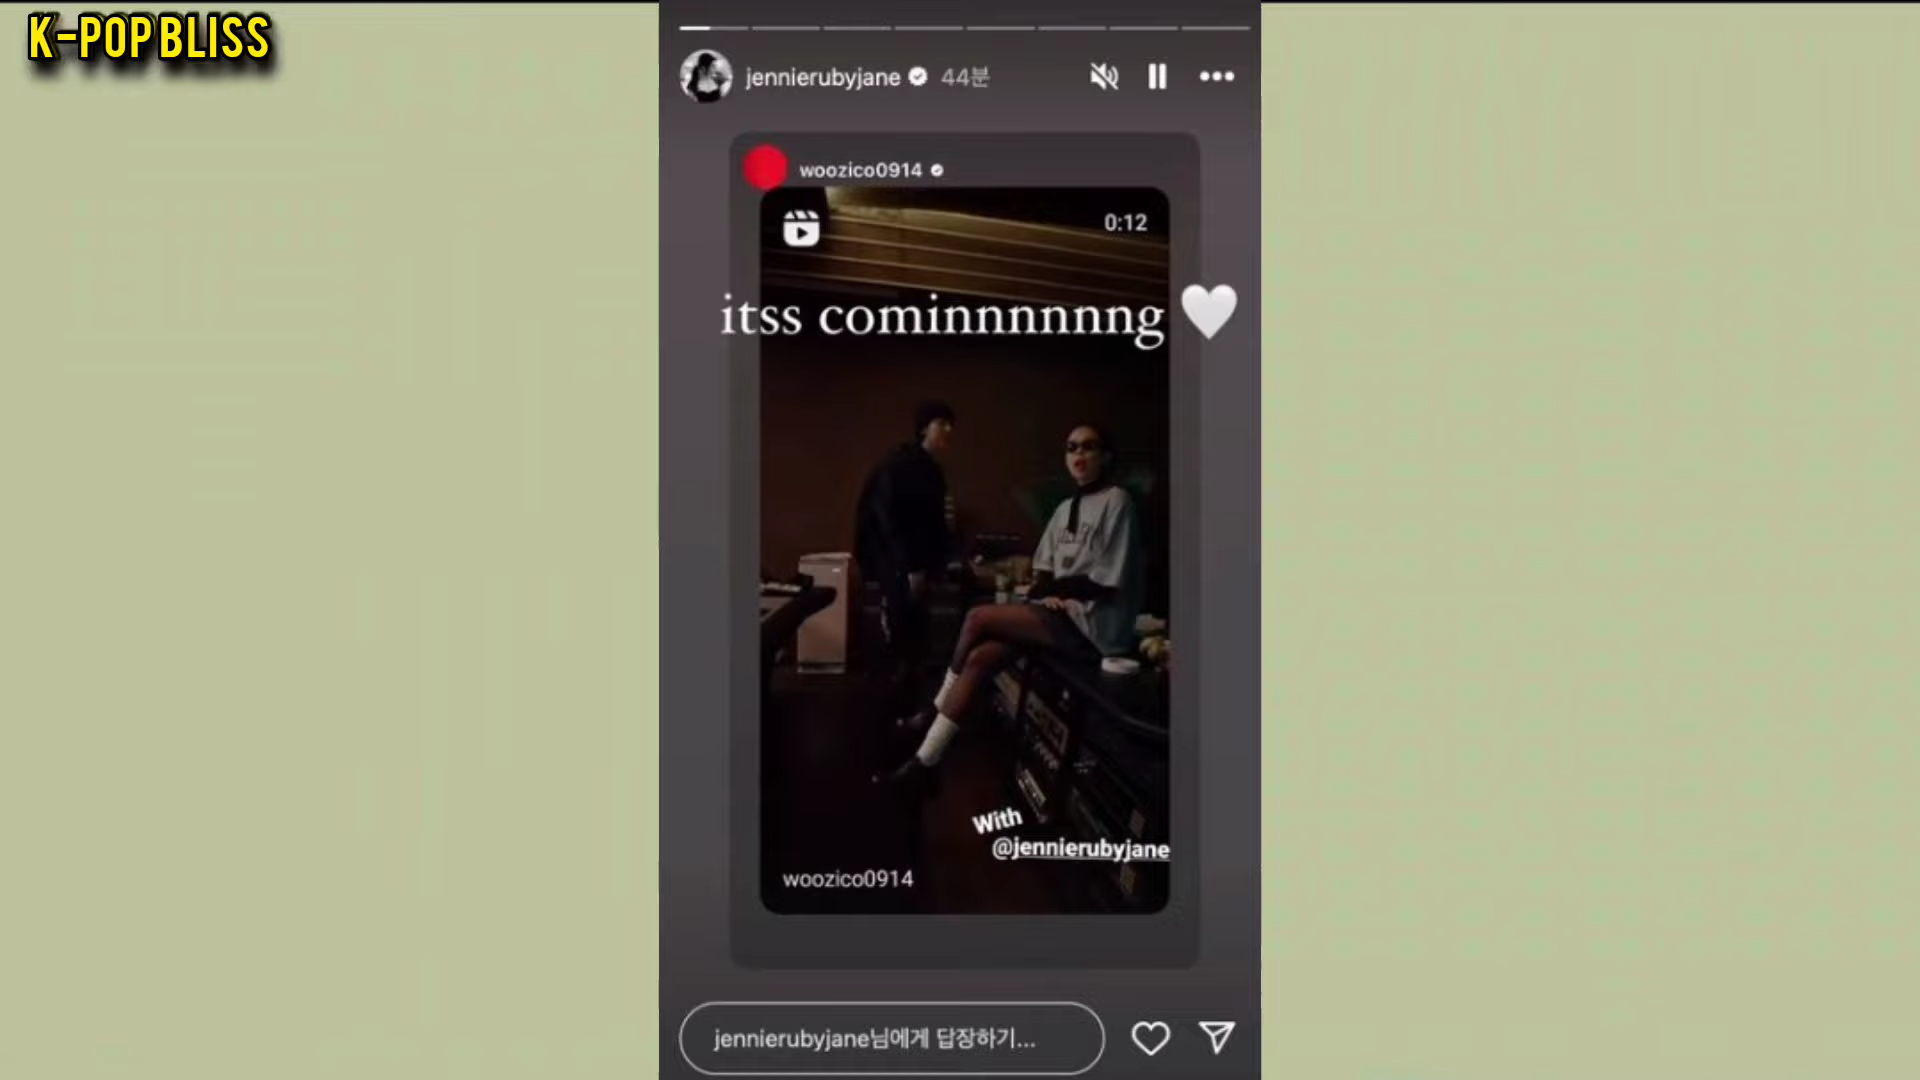 K-POP BLISS
jennierubyjane 44분
woozico0914
0:12
itss cominnnnnnng
With
@jennierubyjane
woozico0914
jennierubyjane님에게 답장하기...